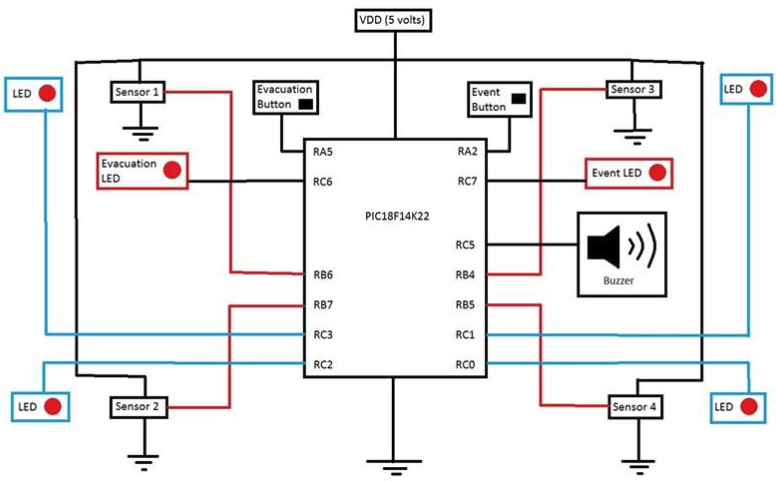 VDD (5 volts)
LED
Sensor 1
Evacuation
Button
Event
Button
Sensor 3
LED
Evacuation
LED
RA5
RA2
RC6
RC7
Event LED
PIC18F14K22
RC5
Buzzer
RB6
RB4
RB7
RB5
RC3
RC1
RC2
RC0
LED
Sensor 2
Sensor 4
LED